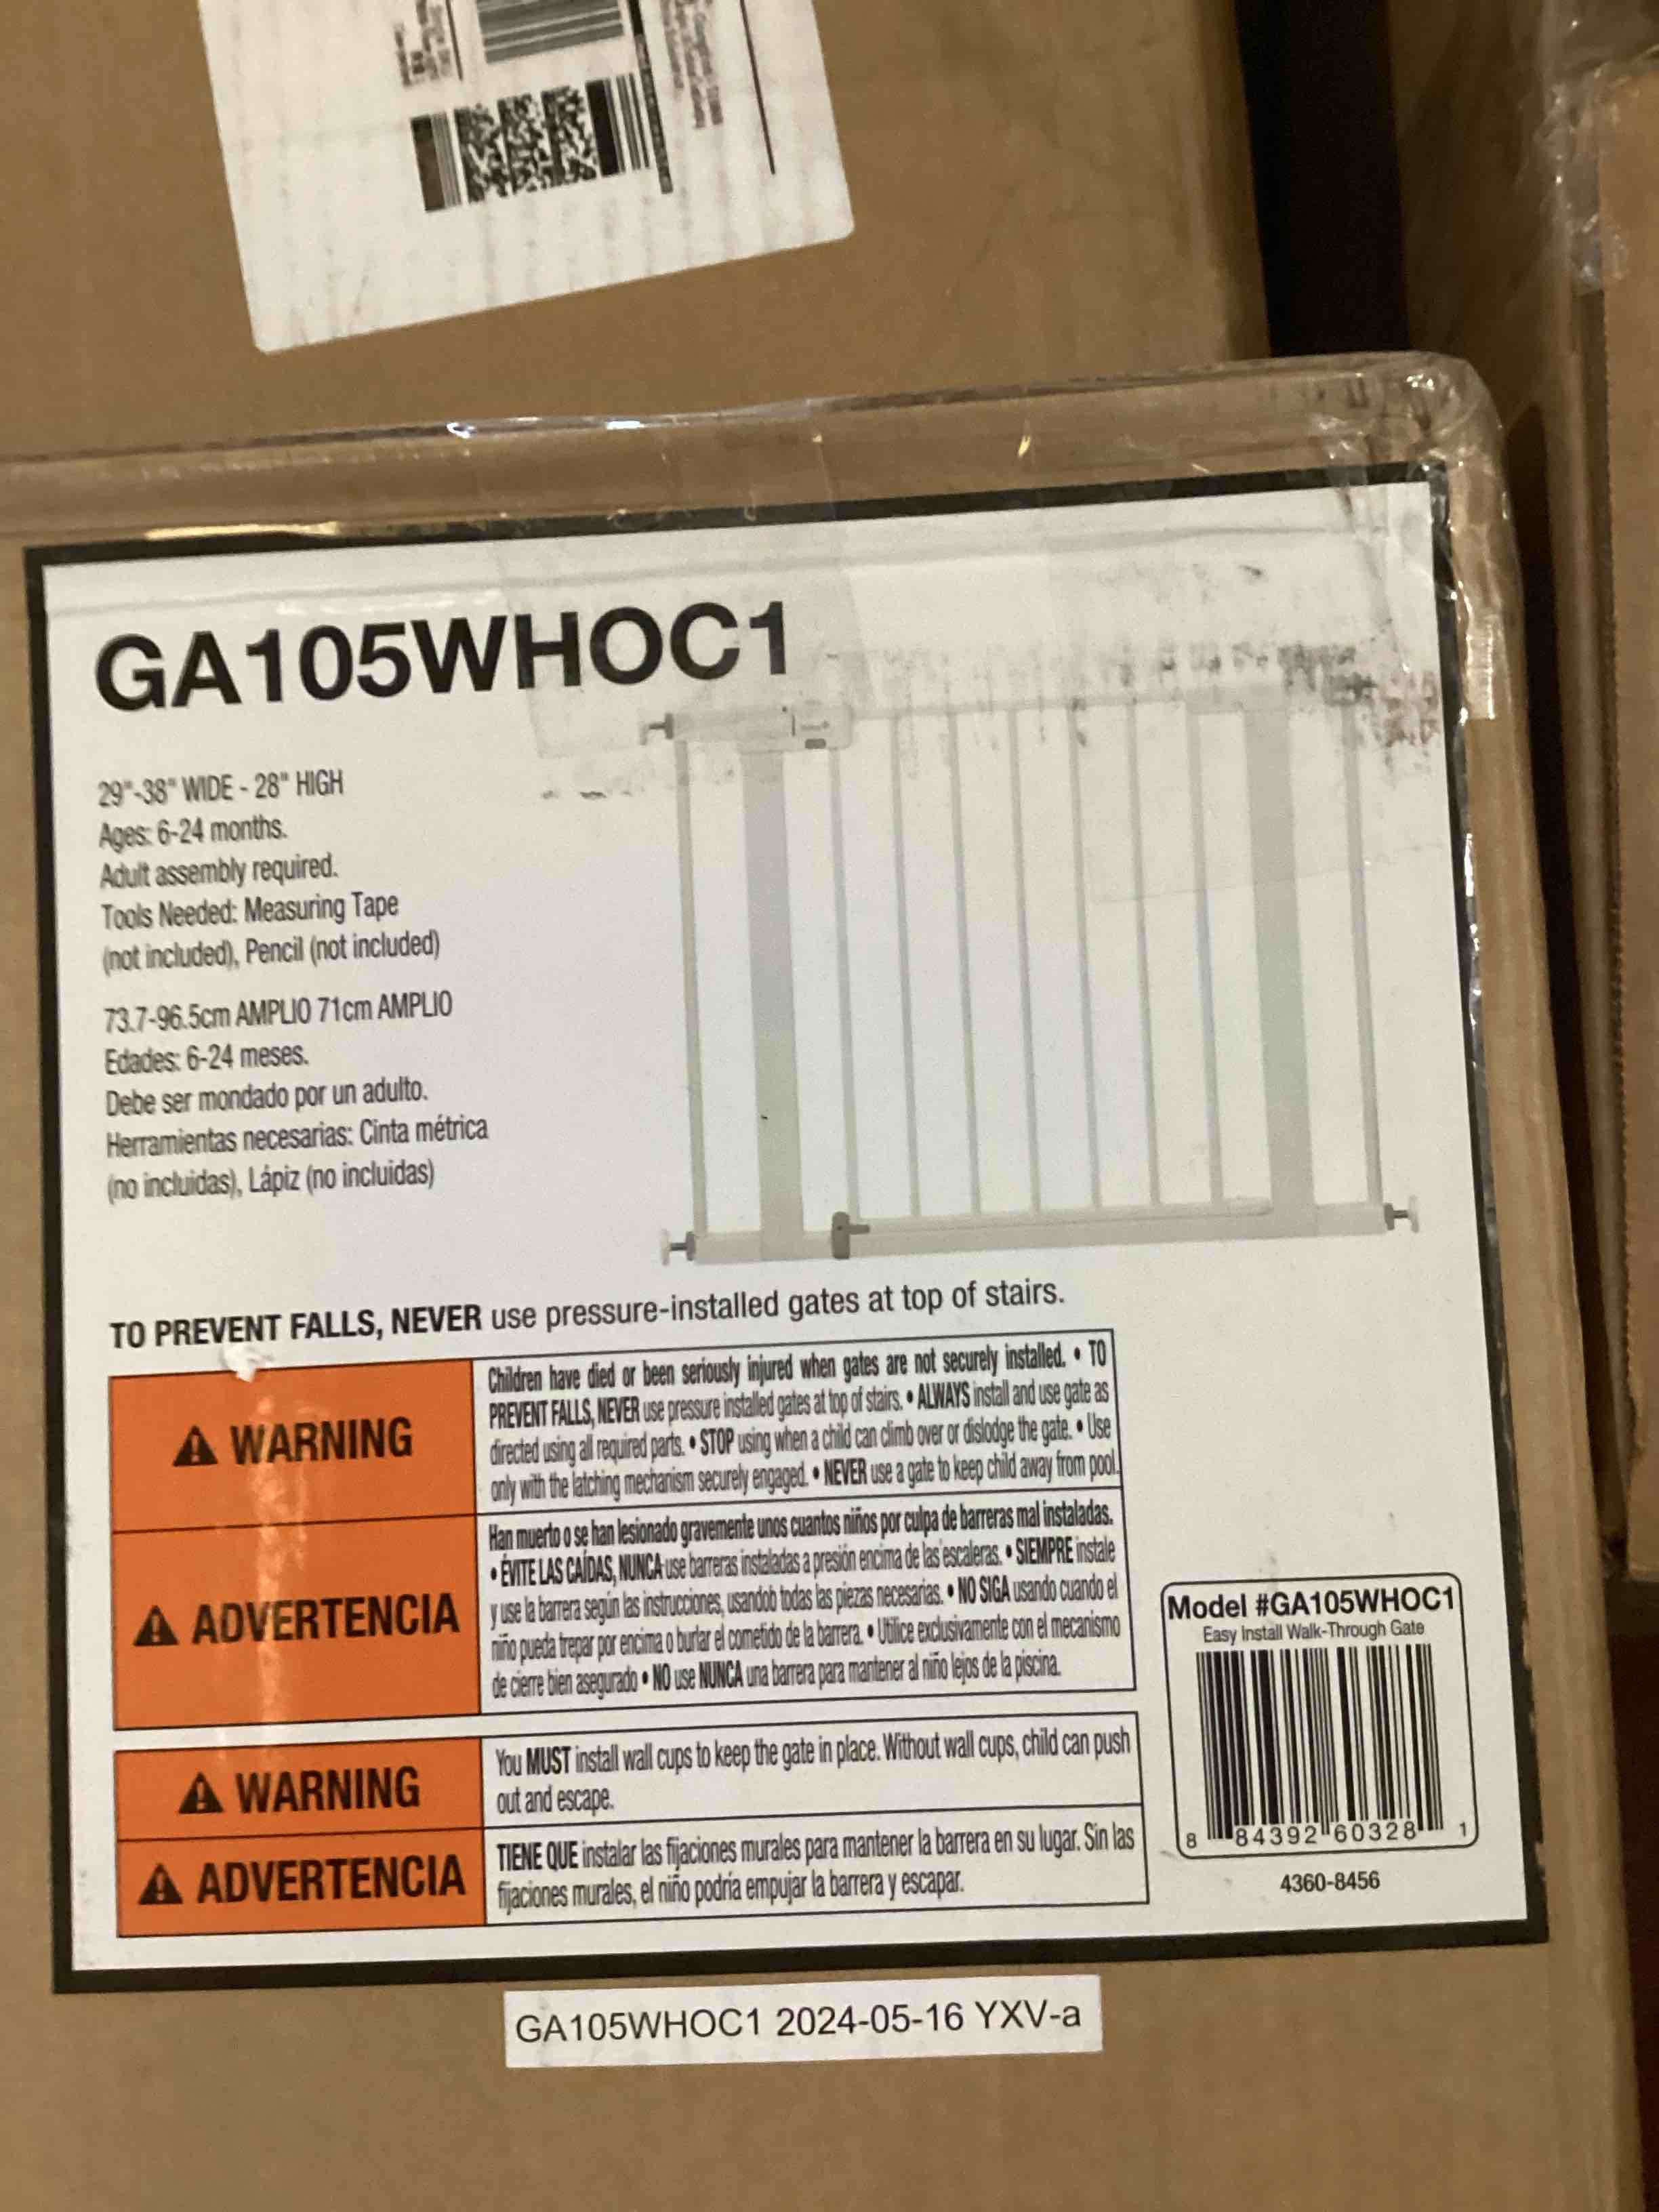 GA105WHOC1
29"-38" WIDE - 28" HIGH
Ages: 6-24 months.
Adult assembly required.
Tools Needed: Measuring Tape
(not included), Pencil (not included)
73.7-96.5cm AMPLIO 71cm AMPLIO
Edades: 6-24 meses.
Debe ser mondado por un adulto.
Herramientas necesarias: Cinta métrica
(no incluidas), Lápiz (no incluidas)
TO PREVENT FALLS, NEVER use pressure-installed gates at top of stairs.
WARNING
Children have died or been seriously injured when gates are not securely installed. • TO
PREVENT FALLS, NEVER use pressure installed gates at top of stairs. • ALWAYS install and use gate as
directed using all required parts. • STOP using when a child can climb over or dislodge the gate. • Use
only with the latching mechanism securely engaged. • NEVER use a gate to keep child away from pool.
ADVERTENCIA
Han muerto o se han lesionado gravemente unos cuantos niños por culpa de barreras mal instaladas.
• ÉVITE LAS CAÍDAS, NUNCA use barreras instaladas a presión encima de las escaleras. • SIEMPRE instale
y use la barrera según las instrucciones, usandob todas las piezas necesarias. • NO SIGA usando cuando el
niño pueda trepar por encima o burlar el cometido de la barrera. • Utilice exclusivamente con el mecanismo
de cierre bien asegurado • NO use NUNCA una barrera para mantener al niño lejos de la piscina.
WARNING
You MUST install wall cups to keep the gate in place. Without wall cups, child can push
out and escape.
ADVERTENCIA
TIENE QUE instalar las fijaciones murales para mantener la barrera en su lugar. Sin las
fijaciones murales, el niño podría empujar la barrera y escapar.
Model #GA105WHOC1
Easy Install Walk-Through Gate
8 84392 60328 1
4360-8456
GA105WHOC1 2024-05-16 YXV-a